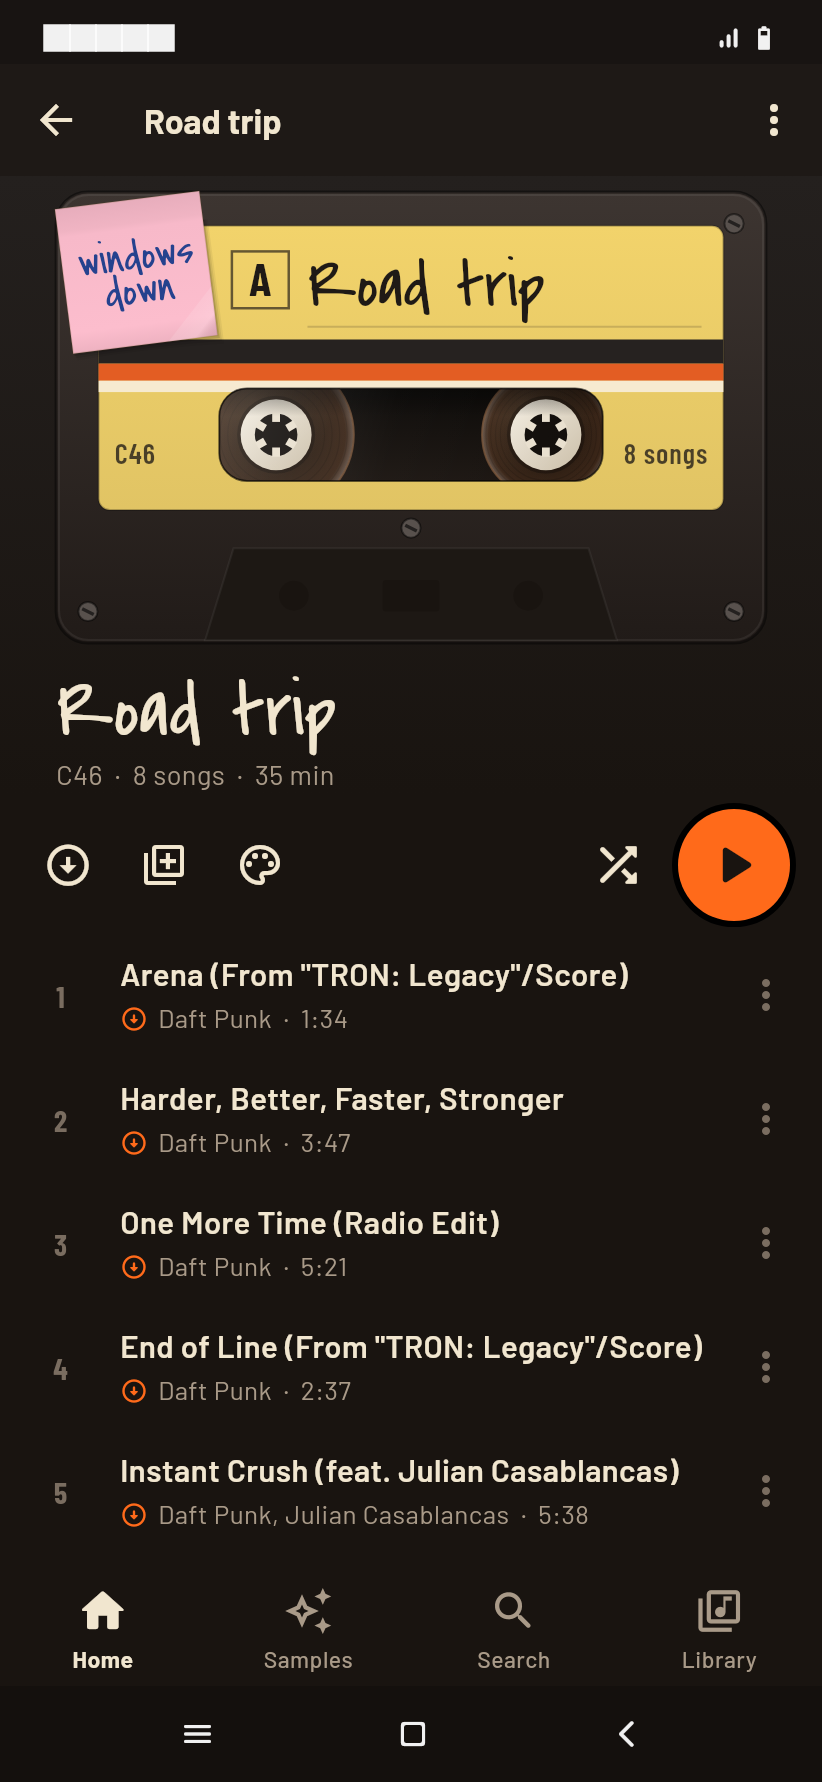 Road trip
windows
down
A Road trip
C46
8 songs
Road trip
C46 · 8 songs · 35 min
1 Arena (From "TRON: Legacy"/Score)
Daft Punk · 1:34
2 Harder, Better, Faster, Stronger
Daft Punk · 3:47
3 One More Time (Radio Edit)
Daft Punk · 5:21
4 End of Line (From "TRON: Legacy"/Score)
Daft Punk · 2:37
5 Instant Crush (feat. Julian Casablancas)
Daft Punk, Julian Casablancas · 5:38
Home Samples Search Library